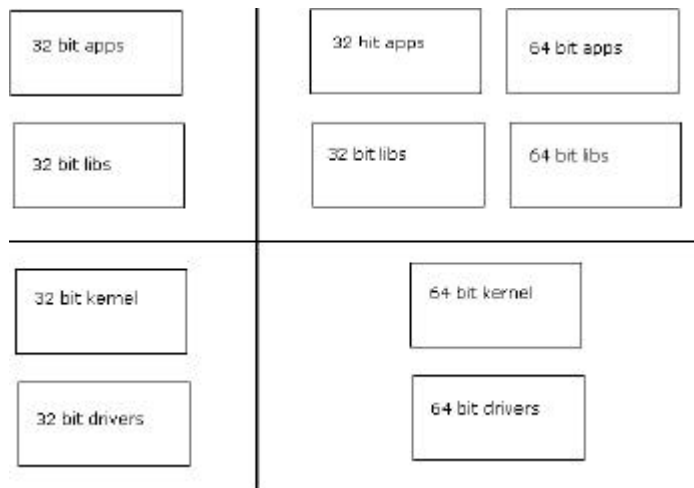 32 bit apps
32 bit libs
32 bit apps
64 bit apps
32 bit libs
64 bit libs
32 bit kernel
32 bit drivers
64 bit kernel
64 bit drivers